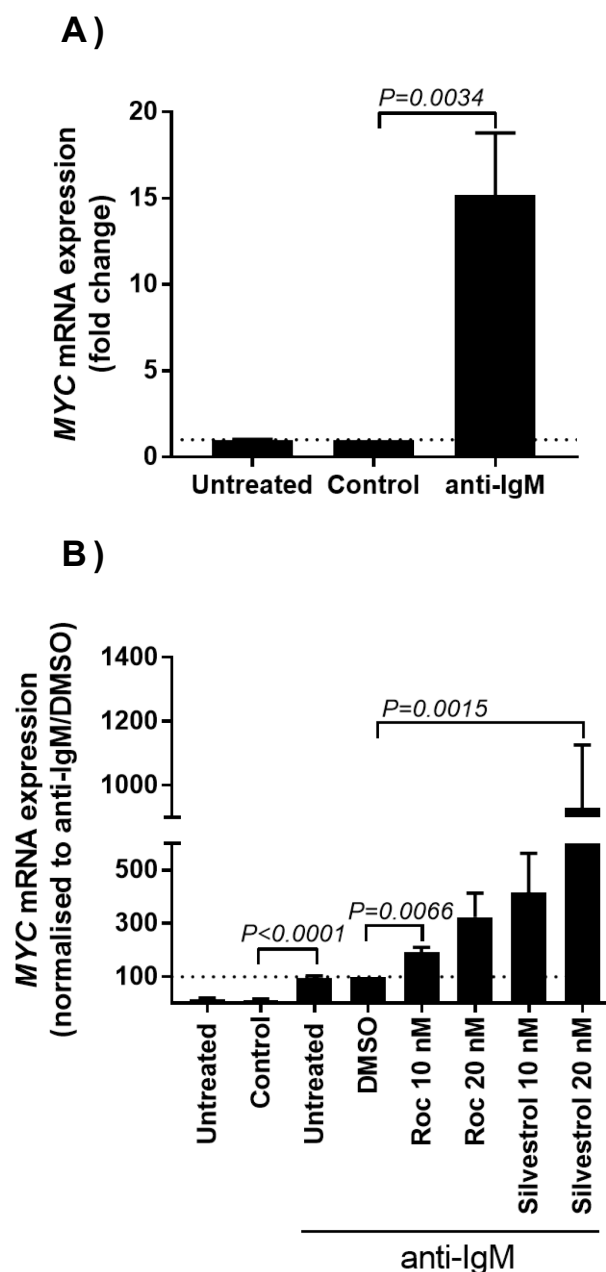 A)
P=0.0034
MYC mRNA expression
(fold change)
20
15
10
5
0
Untreated Control anti-IgM
B)
MYC mRNA expression
(normalised to anti-IgM/DMSO)
1400
1200
1000
500
300
100
P=0.0015
P<0.0001
P=0.0066
Untreated
Control
Untreated
DMSO
Roc 10 nM
Roc 20 nM
Silvestrol 10 nM
Silvestrol 20 nM
anti-IgM